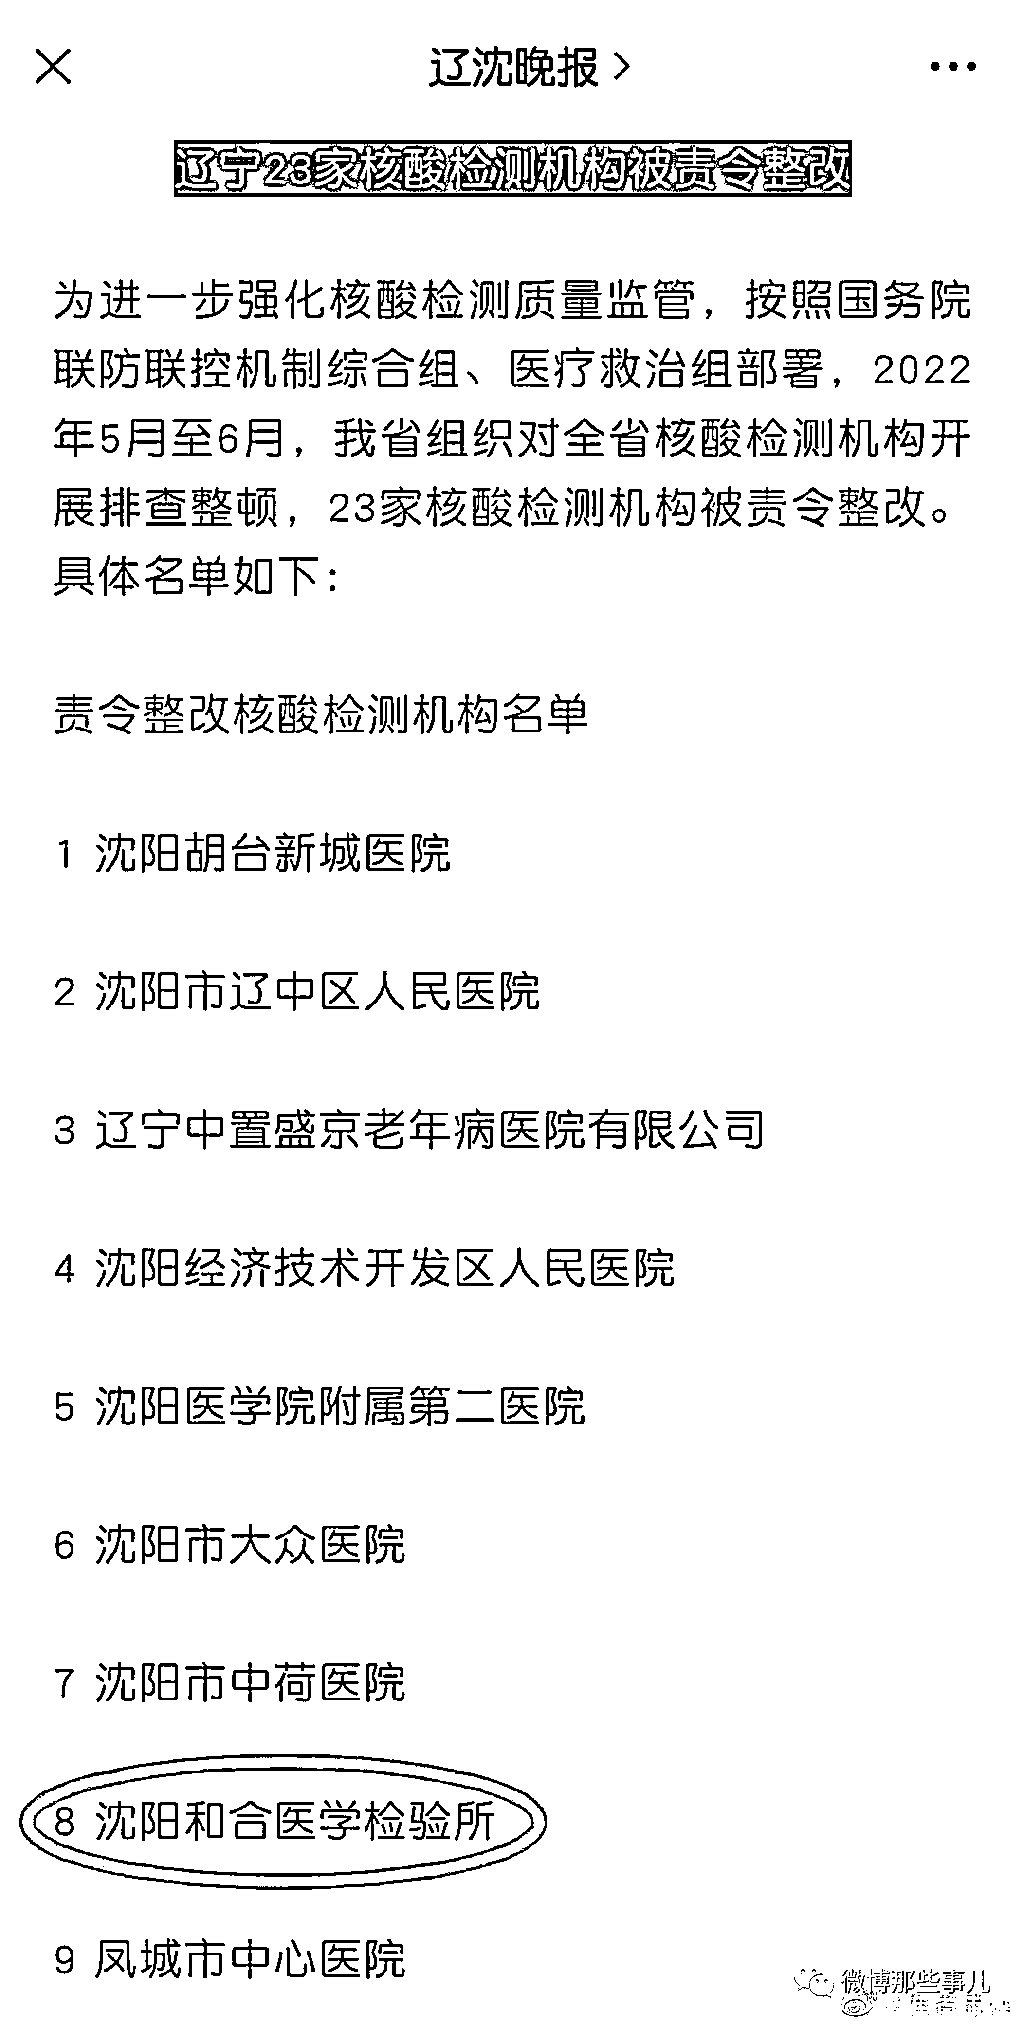 辽沈晚报
辽宁23家核酸检测机构被责令整改
为进一步强化核酸检测质量监管，按照国务院
联防联控机制综合组、医疗救治组部署，2022
年5月至6月，我省组织对全省核酸检测机构开
展排查整顿，23家核酸检测机构被责令整改。
具体名单如下：
责令整改核酸检测机构名单
1 沈阳胡台新城医院
2 沈阳市辽中区人民医院
3 辽宁中置盛京老年病医院有限公司
4 沈阳经济技术开发区人民医院
5 沈阳医学院附属第二医院
6 沈阳市大众医院
7 沈阳市中荷医院
8 沈阳和合医学检验所
9 凤城市中心医院
微博那些事儿